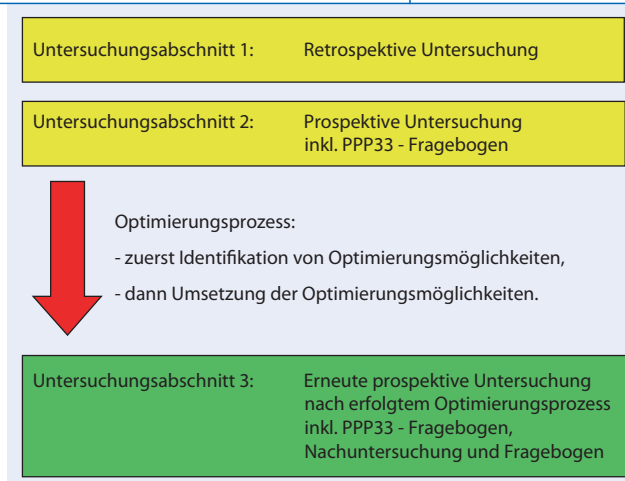 Untersuchungsabschnitt 1: Retrospektive Untersuchung
Untersuchungsabschnitt 2: Prospektive Untersuchung
inkl. PPP33 - Fragebogen
Optimierungsprozess:
- zuerst Identifikation von Optimierungsmöglichkeiten,
- dann Umsetzung der Optimierungsmöglichkeiten.
Untersuchungsabschnitt 3: Erneute prospektive Untersuchung
nach erfolgtem Optimierungsprozess
inkl. PPP33 - Fragebogen,
Nachuntersuchung und Fragebogen